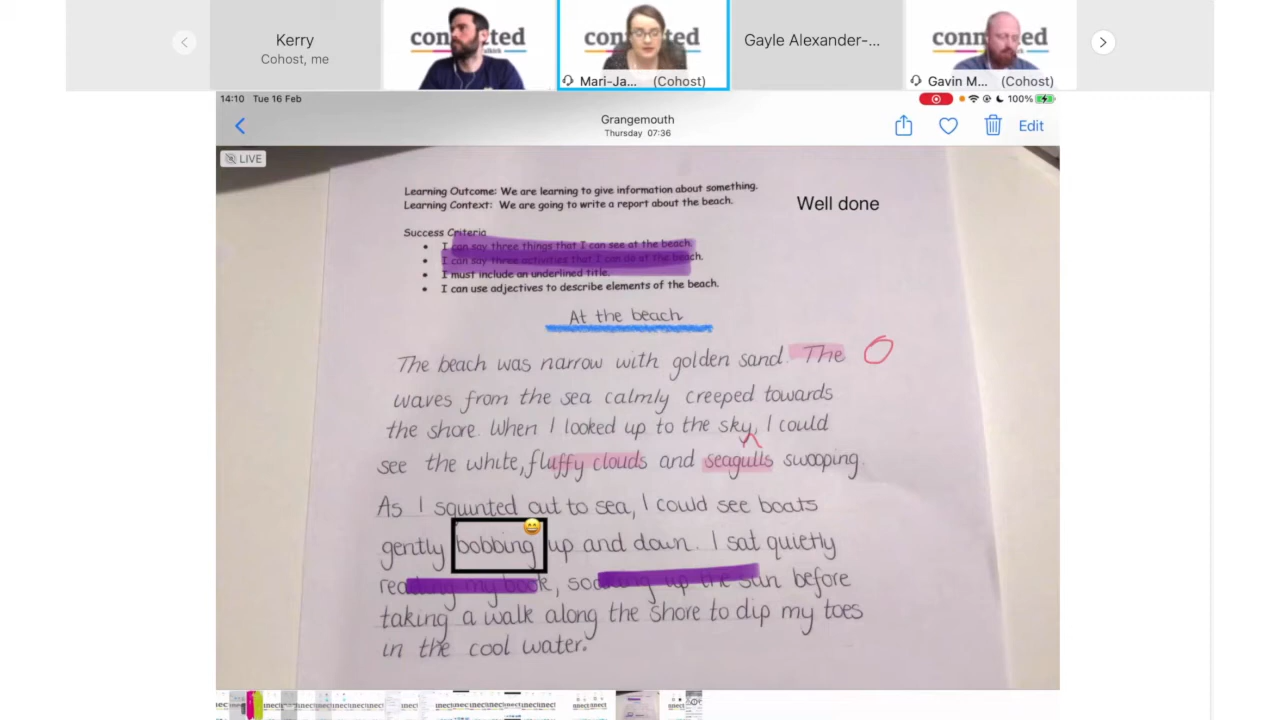 Kerry
Cohost, me
connected
Mari-Ja... (Cohost)
Gayle Alexander-...
Gavin M... (Cohost)
14:10 Tue 16 Feb
100%
Grangemouth
Thursday 07:36
Edit
LIVE
Learning Outcome: We are learning to give information about something.
Learning Context: We are going to write a report about the beach.
Well done
Success Criteria
• I can say three things that I can see at the beach.
• I can say three activities that I can do at the beach.
• I must include an underlined title.
• I can use adjectives to describe elements of the beach.
At the beach
The beach was narrow with golden sand. The
waves from the sea calmly creeped towards
the shore. When I looked up to the sky, I could
see the white, fluffy clouds and seagulls swooping.
As I squnted out to sea, I could see boats
gently bobbing up and down. I sat quietly
reading my book, soaking up the sun before
taking a walk along the shore to dip my toes
in the cool water.